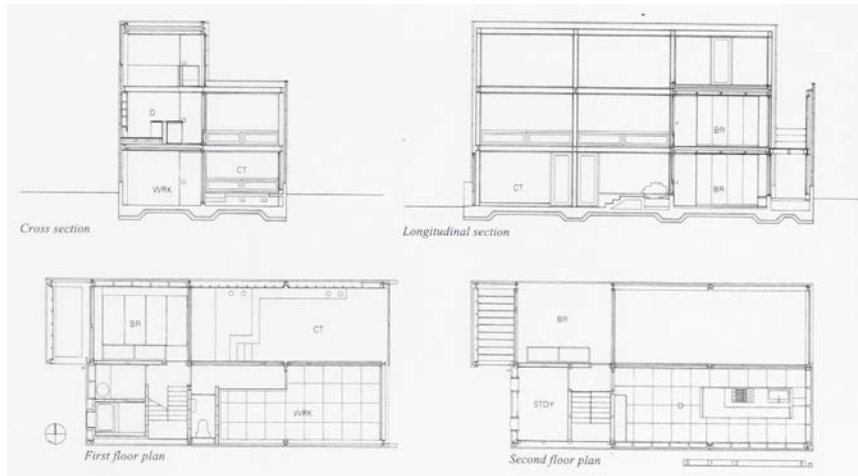 D
WRK
CT
Cross section
BR
CT
BR
Longitudinal section
BR
CT
WRK
First floor plan
BR
STDY
D
Second floor plan